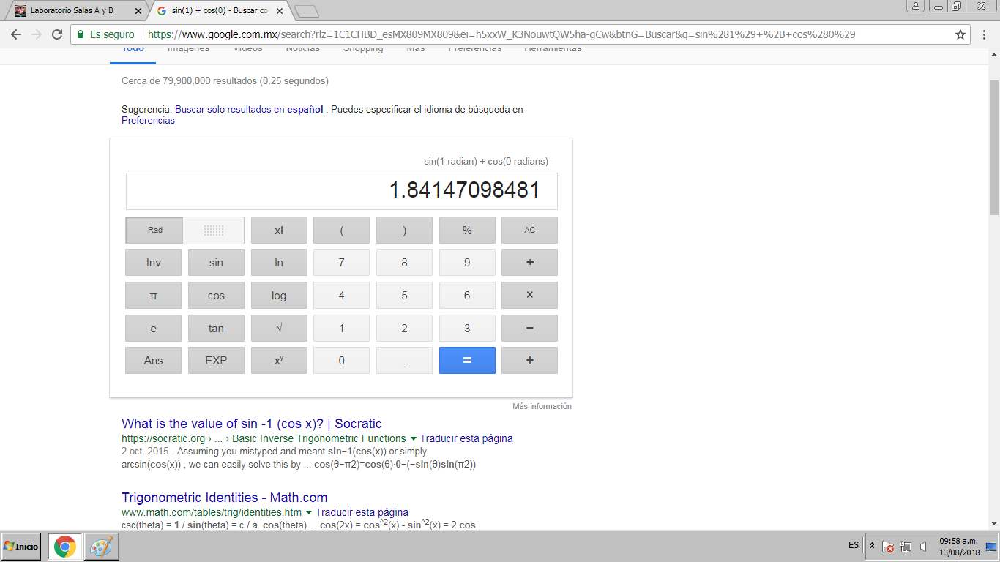 Laboratorio Salas A y B
sin(1) + cos(0) - Buscar co
Es seguro | https://www.google.com.mx/search?rlz=1C1CHBD_esMX809MX809&ei=h5xxW_K3NouwtQW5ha-gCw&btnG=Buscar&q=sin%281%29+%2B+cos%280%29
Todo Imágenes Vídeos Noticias Shopping Más Preferencias Herramientas
Cerca de 79,900,000 resultados (0.25 segundos)
Sugerencia: Buscar solo resultados en español . Puedes especificar el idioma de búsqueda en
Preferencias
sin(1 radian) + cos(0 radians) =
1.84147098481
Rad x! ( ) % AC
Inv sin ln 7 8 9 ÷
π cos log 4 5 6 ×
e tan √ 1 2 3 −
Ans EXP xʸ 0 . = +
Más información
What is the value of sin -1 (cos x)? | Socratic
https://socratic.org › ... › Basic Inverse Trigonometric Functions ▼ Traducir esta página
2 oct. 2015 - Assuming you mistyped and meant sin−1(cos(x)) or simply
arcsin(cos(x)) , we can easily solve this by ... cos(θ−π2)=cos(θ)⋅0−(−sin(θ)sin(π2))
Trigonometric Identities - Math.com
www.math.com/tables/trig/identities.htm ▼ Traducir esta página
csc(theta) = 1 / sin(theta) = c / a. cos(theta) ... cos(2x) = cos^2(x) - sin^2(x) = 2 cos
Inicio
ES
09:58 a.m.
13/08/2018